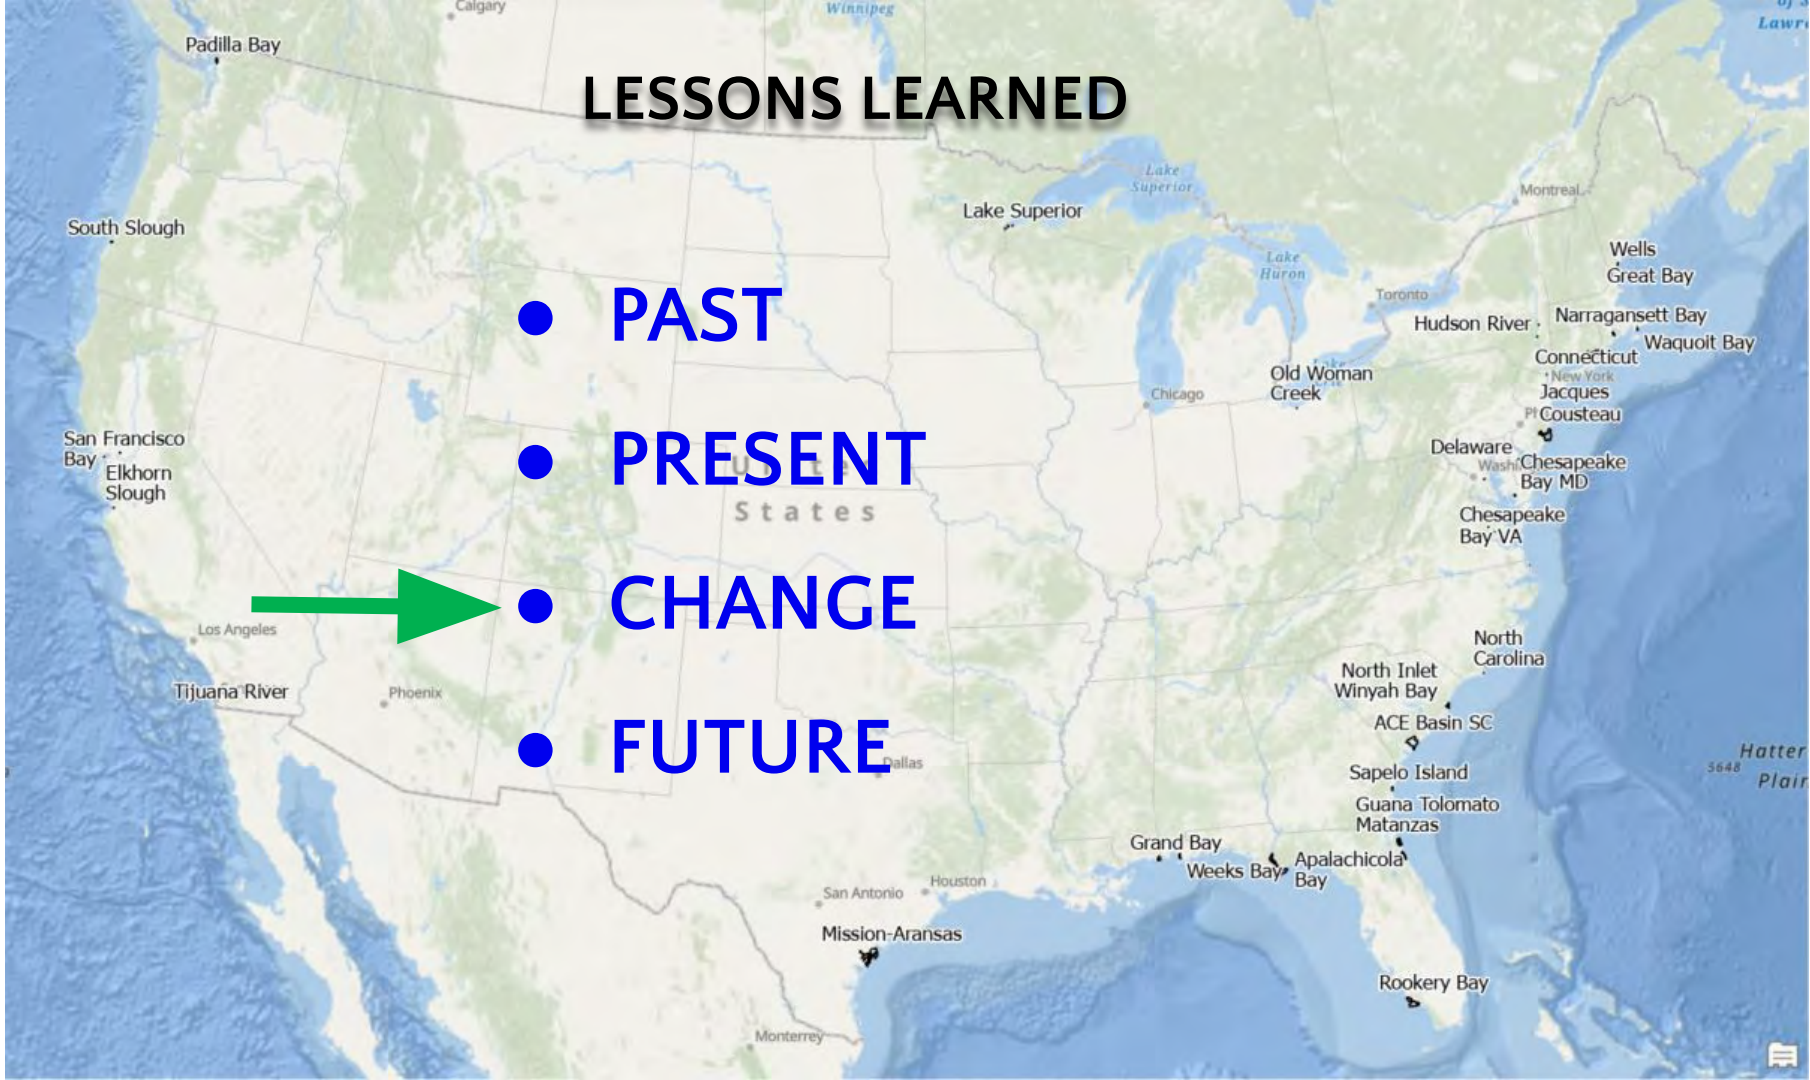 Calgary
Winnipeg
Lawr
Padilla Bay
LESSONS LEARNED
Lake
Superior
Montreal
South Slough
Lake Superior
Wells
Great Bay
Lake
Huron
Toronto
PAST
Hudson River
Narragansett Bay
Waquoit Bay
Connecticut
Old Woman
Creek
Lake
New York
Jacques
Cousteau
Chicago
San Francisco
Bay
Elkhorn
Slough
PRESENT
States
Delaware
Chesapeake
Bay MD
Chesapeake
Bay VA
CHANGE
Los Angeles
North
Carolina
North Inlet
Winyah Bay
Tijuana River
Phoenix
ACE Basin SC
FUTURE
Dallas
Hatter
5648
Plain
Sapelo Island
Guana Tolomato
Matanzas
Grand Bay
Weeks Bay
Apalachicola
Bay
San Antonio
Houston
Mission-Aransas
Rookery Bay
Monterrey